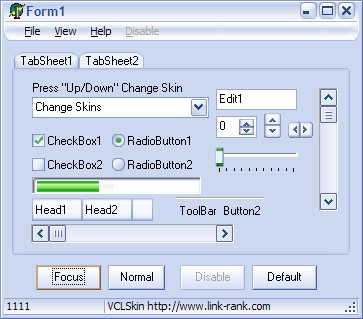 Form1
File View Help Disable
TabSheet1 TabSheet2
Press "Up/Down" Change Skin
Change Skins
Edit1
0
CheckBox1 RadioButton1
CheckBox2 RadioButton2
Head1 Head2
ToolBar Button2
Focus Normal Disable Default
1111 VCLSkin http://www.link-rank.com